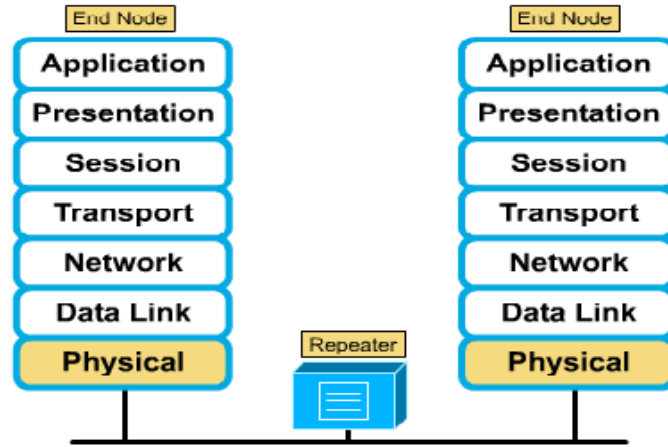 End Node
Application
Presentation
Session
Transport
Network
Data Link
Physical
Repeater
End Node
Application
Presentation
Session
Transport
Network
Data Link
Physical